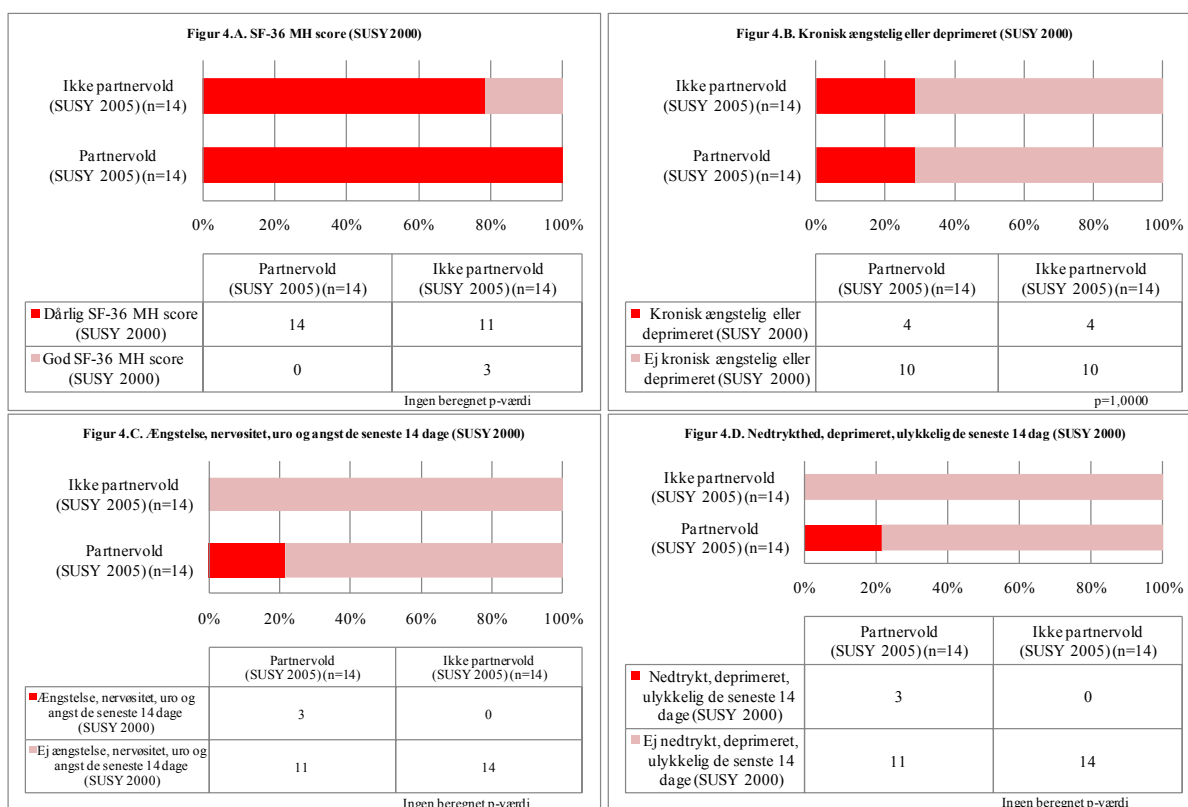 Figur 4.A. SF-36 MH score (SUSY 2000)
Ikke partnervold
(SUSY 2005) (n=14)
Partnervold
(SUSY 2005) (n=14)
0% 20% 40% 60% 80% 100%
Partnervold
(SUSY 2005) (n=14)
Ikke partnervold
(SUSY 2005) (n=14)
Dårlig SF-36 MH score
(SUSY 2000)
14 11
God SF-36 MH score
(SUSY 2000)
0 3
Ingen beregnet p-værdi
Figur 4.B. Kronisk ængstelig eller deprimeret (SUSY 2000)
Ikke partnervold
(SUSY 2005) (n=14)
Partnervold
(SUSY 2005) (n=14)
0% 20% 40% 60% 80% 100%
Partnervold
(SUSY 2005) (n=14)
Ikke partnervold
(SUSY 2005) (n=14)
Kronisk ængstelig eller
deprimeret (SUSY 2000)
4 4
Ej kronisk ængstelig eller
deprimeret (SUSY 2000)
10 10
p=1,0000
Figur 4.C. Ængstelse, nervøsitet, uro og angst de seneste 14 dage (SUSY 2000)
Ikke partnervold
(SUSY 2005) (n=14)
Partnervold
(SUSY 2005) (n=14)
0% 20% 40% 60% 80% 100%
Partnervold
(SUSY 2005) (n=14)
Ikke partnervold
(SUSY 2005) (n=14)
Ængstelse, nervøsitet, uro og
angst de seneste 14 dage
(SUSY 2000)
3 0
Ej ængstelse, nervøsitet, uro og
angst de seneste 14 dage
(SUSY 2000)
11 14
Ingen beregnet p-værdi
Figur 4.D. Nedtrykthed, deprimeret, ulykkelig de seneste 14 dag (SUSY 2000)
Ikke partnervold
(SUSY 2005) (n=14)
Partnervold
(SUSY 2005) (n=14)
0% 20% 40% 60% 80% 100%
Partnervold
(SUSY 2005) (n=14)
Ikke partnervold
(SUSY 2005) (n=14)
Nedtrykt, deprimeret,
ulykkelig de seneste 14
dage (SUSY 2000)
3 0
Ej nedtrykt, deprimeret,
ulykkelig de senste 14
dage (SUSY 2000)
11 14
Ingen beregnet p-værdi